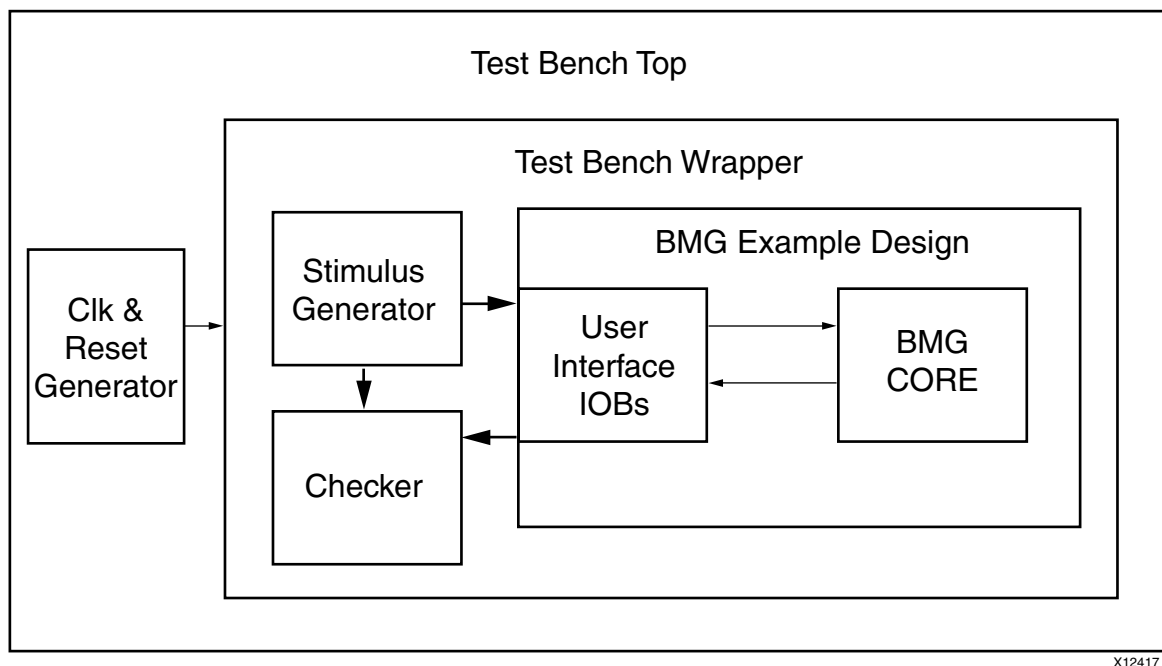 Test Bench Top
Test Bench Wrapper
BMG Example Design
Stimulus
Generator
Clk &
Reset
Generator
User
Interface
IOBs
BMG
CORE
Checker
X12417